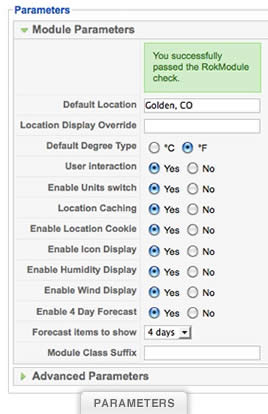 Parameters
Module Parameters
You successfully
passed the RokModule
check.
Default Location Golden, CO
Location Display Override
Default Degree Type °C °F
User interaction Yes No
Enable Units switch Yes No
Location Caching Yes No
Enable Location Cookie Yes No
Enable Icon Display Yes No
Enable Humidity Display Yes No
Enable Wind Display Yes No
Enable 4 Day Forecast Yes No
Forecast items to show 4 days
Module Class Suffix
Advanced Parameters
PARAMETERS